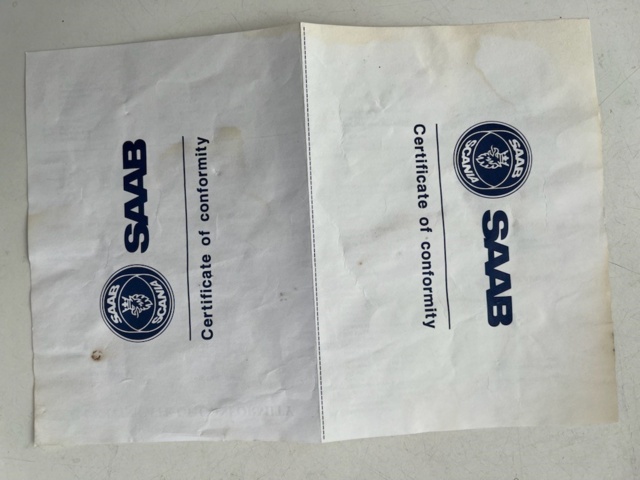 SAAB
SCANIA
SAAB
Certificate of conformity
SAAB
SCANIA
SAAB
Certificate of conformity